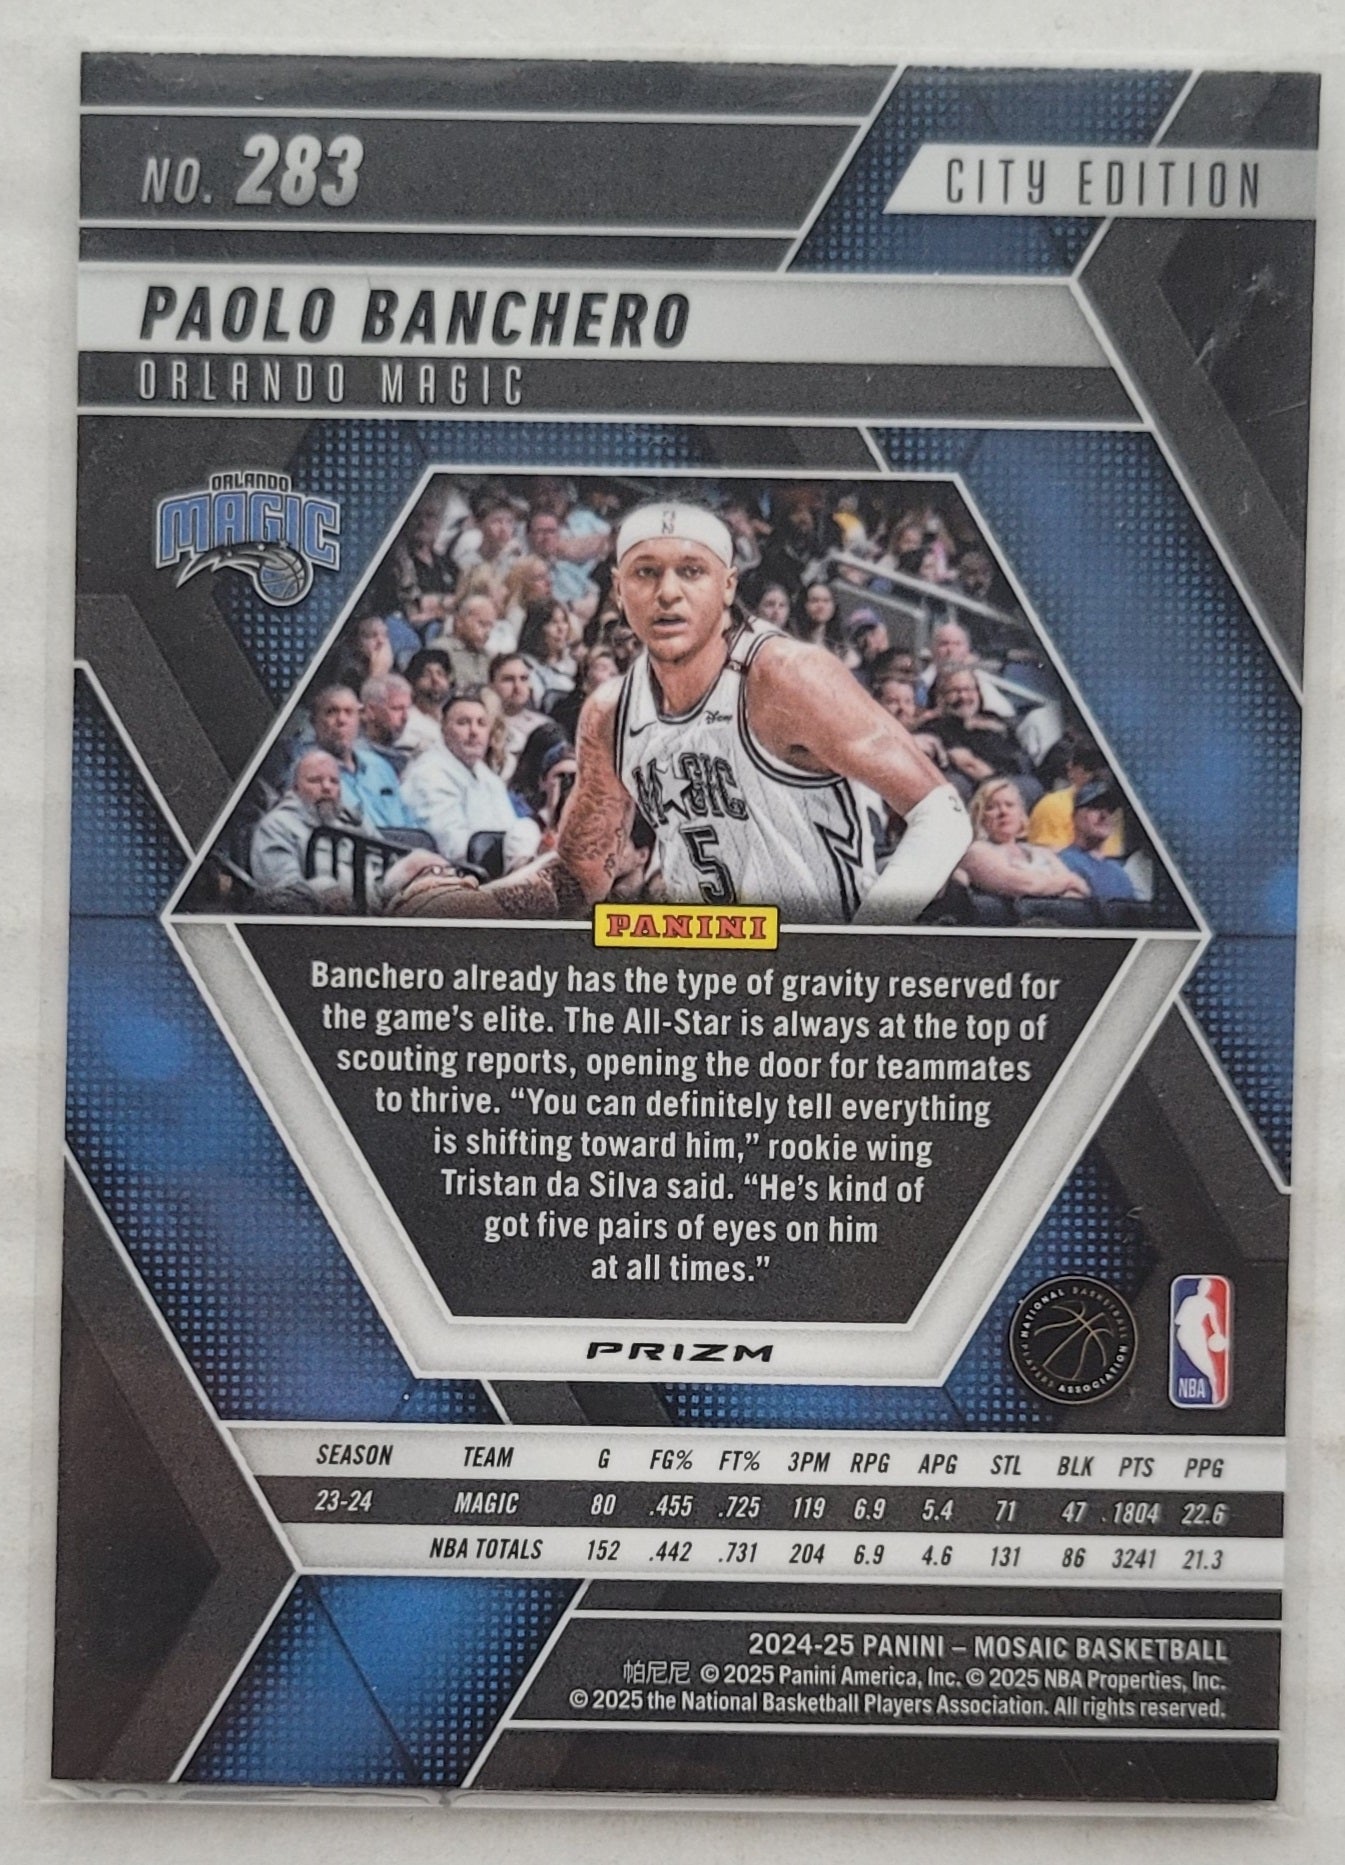 NO. 283
CITY EDITION
PAOLO BANCHERO
ORLANDO MAGIC
ORLANDO
MAGIC
Disney
MAGIC
5
PANINI
Banchero already has the type of gravity reserved for
the game's elite. The All-Star is always at the top of
scouting reports, opening the door for teammates
to thrive. “You can definitely tell everything
is shifting toward him,” rookie wing
Tristan da Silva said. “He's kind of
got five pairs of eyes on him
at all times.”
PRIZM
NATIONAL BASKETBALL PLAYERS ASSOCIATION
NBA
SEASON TEAM G FG% FT% 3PM RPG APG STL BLK PTS PPG
23-24 MAGIC 80 .455 .725 119 6.9 5.4 71 47 1804 22.6
NBA TOTALS 152 .442 .731 204 6.9 4.6 131 86 3241 21.3
2024-25 PANINI – MOSAIC BASKETBALL
帕尼尼 © 2025 Panini America, Inc. © 2025 NBA Properties, Inc.
© 2025 the National Basketball Players Association. All rights reserved.